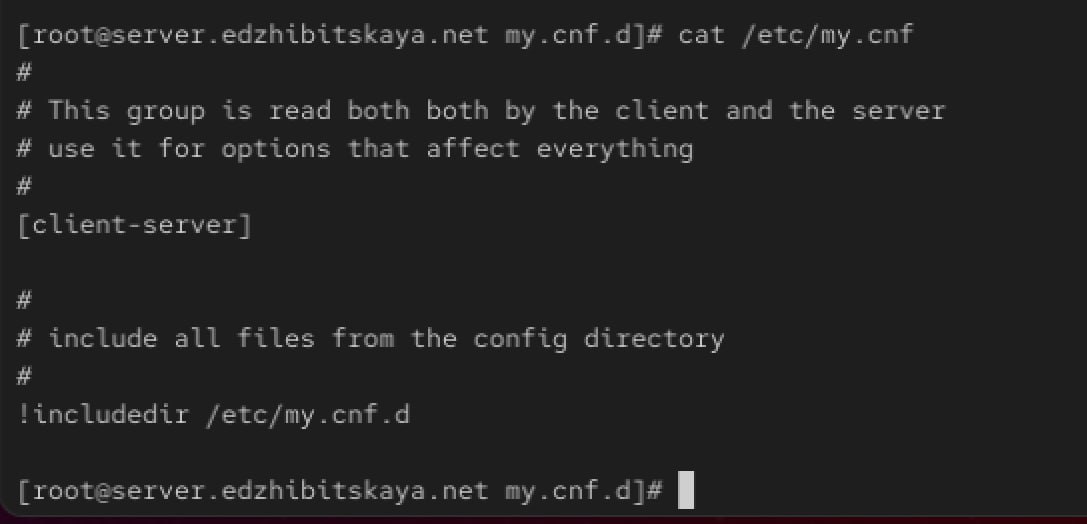 [root@server.edzhibitskaya.net my.cnf.d]# cat /etc/my.cnf
#
# This group is read both both by the client and the server
# use it for options that affect everything
#
[client-server]
#
# include all files from the config directory
#
!includedir /etc/my.cnf.d
[root@server.edzhibitskaya.net my.cnf.d]#